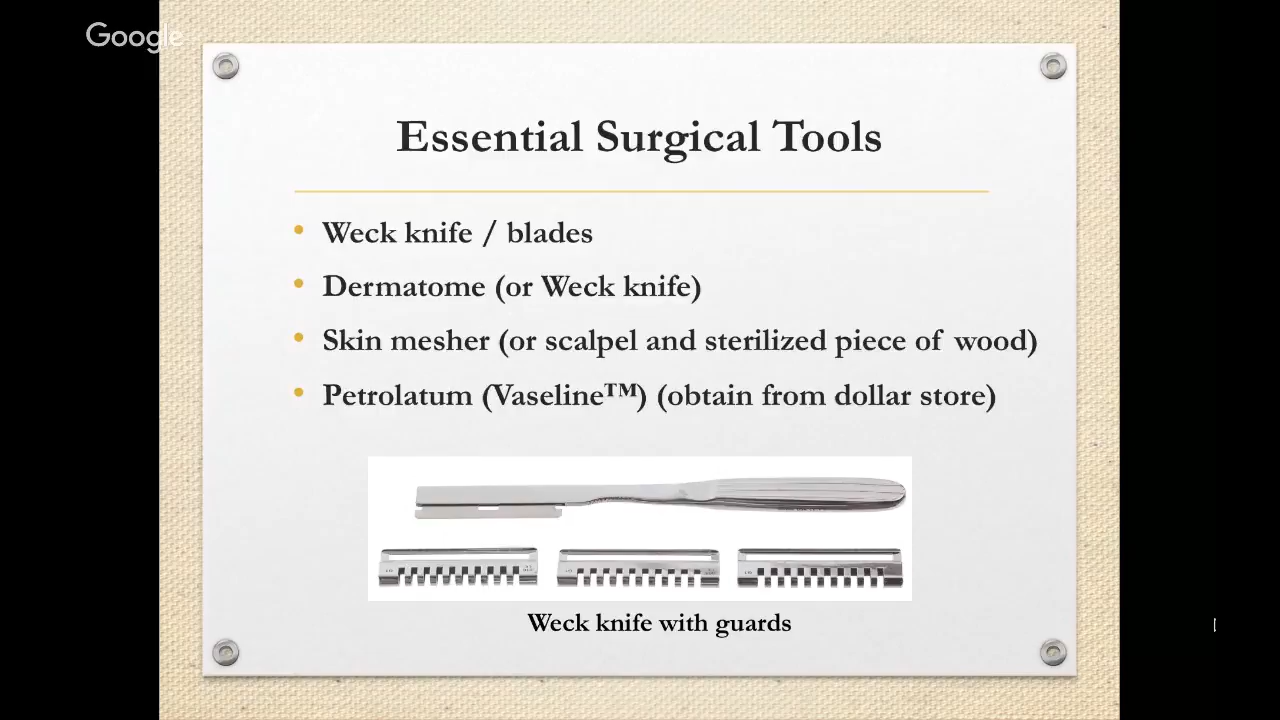 Google
Essential Surgical Tools
• Weck knife / blades
• Dermatome (or Weck knife)
• Skin mesher (or scalpel and sterilized piece of wood)
• Petrolatum (Vaseline™) (obtain from dollar store)
Weck knife with guards